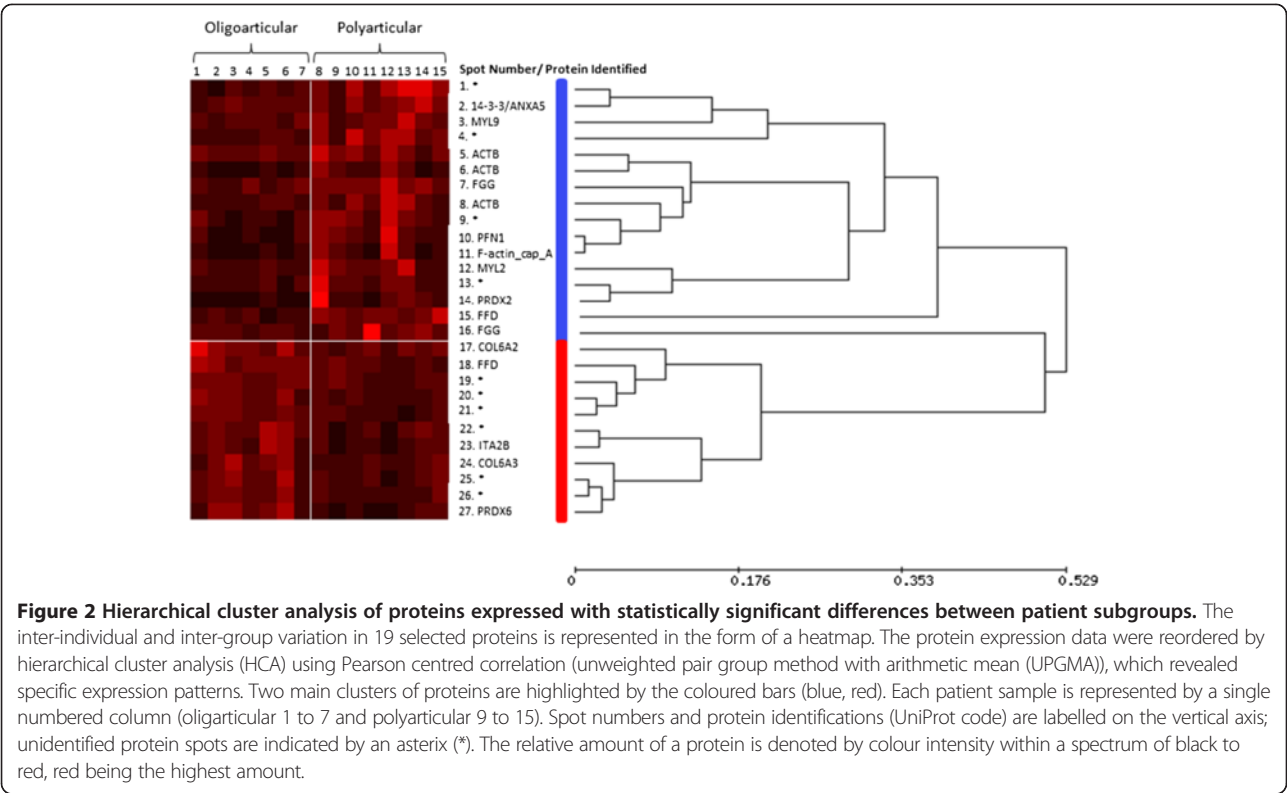 Oligoarticular Polyarticular
1 2 3 4 5 6 7 8 9 10 11 12 13 14 15 Spot Number/ Protein Identified
1. *
2. 14-3-3/ANXA5
3. MYL9
4. *
5. ACTB
6. ACTB
7. FGG
8. ACTB
9. *
10. PFN1
11. F-actin_cap_A
12. MYL2
13. *
14. PRDX2
15. FFD
16. FGG
17. COL6A2
18. FFD
19. *
20. *
21. *
22. *
23. ITA2B
24. COL6A3
25. *
26. *
27. PRDX6
0 0.176 0.353 0.529
Figure 2 Hierarchical cluster analysis of proteins expressed with statistically significant differences between patient subgroups. The
inter-individual and inter-group variation in 19 selected proteins is represented in the form of a heatmap. The protein expression data were reordered by
hierarchical cluster analysis (HCA) using Pearson centred correlation (unweighted pair group method with arithmetic mean (UPGMA)), which revealed
specific expression patterns. Two main clusters of proteins are highlighted by the coloured bars (blue, red). Each patient sample is represented by a single
numbered column (oligarticular 1 to 7 and polyarticular 9 to 15). Spot numbers and protein identifications (UniProt code) are labelled on the vertical axis;
unidentified protein spots are indicated by an asterix (*). The relative amount of a protein is denoted by colour intensity within a spectrum of black to
red, red being the highest amount.